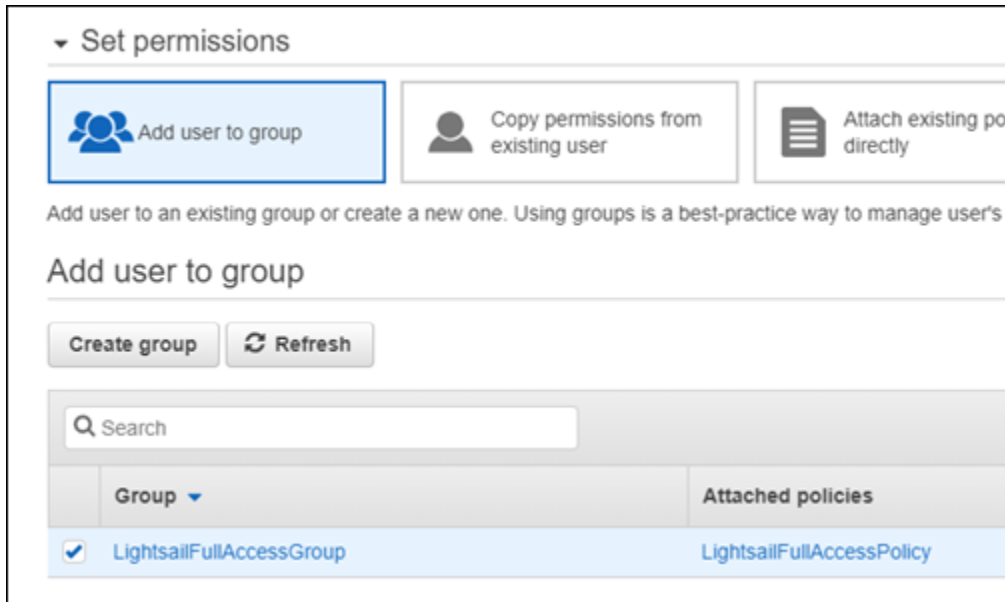 Set permissions
Add user to group
Copy permissions from
existing user
Attach existing po
directly
Add user to an existing group or create a new one. Using groups is a best-practice way to manage user's
Add user to group
Create group
Refresh
Search
Group
Attached policies
LightsailFullAccessGroup
LightsailFullAccessPolicy